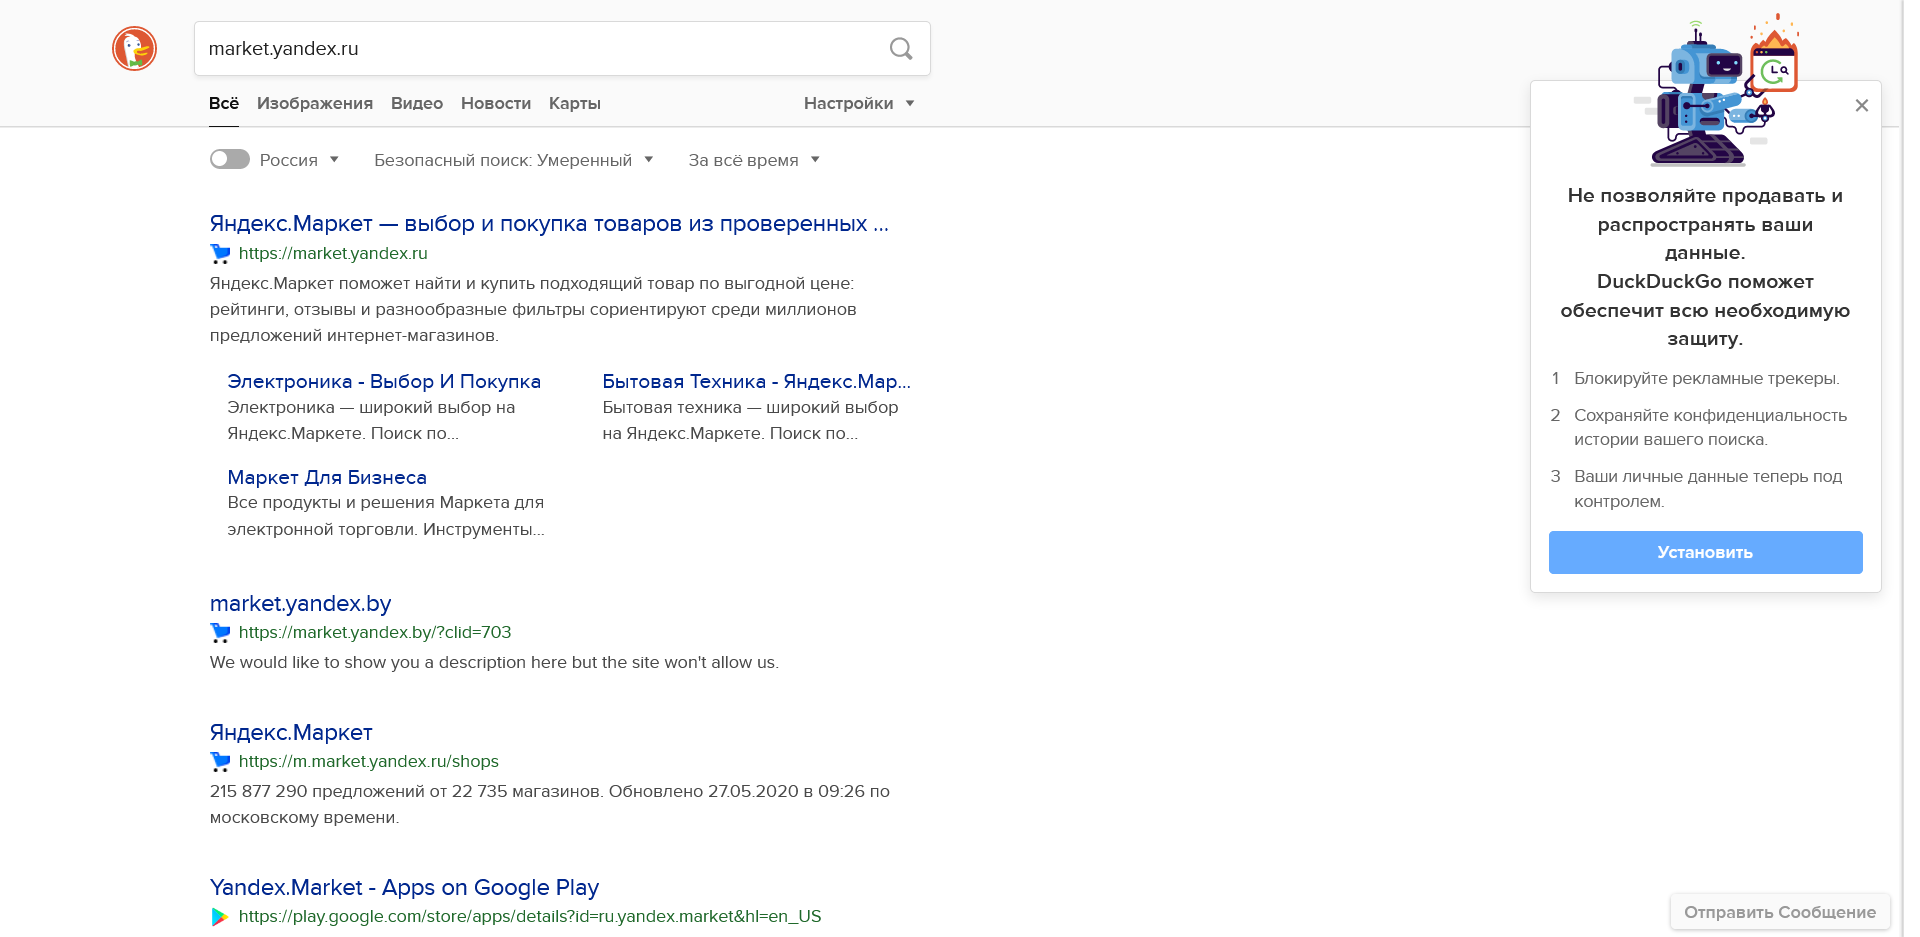 market.yandex.ru
Всё Изображения Видео Новости Карты Настройки
Россия Безопасный поиск: Умеренный За всё время
Яндекс.Маркет — выбор и покупка товаров из проверенных ...
https://market.yandex.ru
Яндекс.Маркет поможет найти и купить подходящий товар по выгодной цене:
рейтинги, отзывы и разнообразные фильтры сориентируют среди миллионов
предложений интернет-магазинов.
Электроника - Выбор И Покупка
Электроника — широкий выбор на
Яндекс.Маркете. Поиск по...
Бытовая Техника - Яндекс.Мар...
Бытовая техника — широкий выбор
на Яндекс.Маркете. Поиск по...
Маркет Для Бизнеса
Все продукты и решения Маркета для
электронной торговли. Инструменты...
market.yandex.by
https://market.yandex.by/?clid=703
We would like to show you a description here but the site won't allow us.
Яндекс.Маркет
https://m.market.yandex.ru/shops
215 877 290 предложений от 22 735 магазинов. Обновлено 27.05.2020 в 09:26 по
московскому времени.
Yandex.Market - Apps on Google Play
https://play.google.com/store/apps/details?id=ru.yandex.market&hl=en_US
Не позволяйте продавать и
распространять ваши
данные.
DuckDuckGo поможет
обеспечит всю необходимую
защиту.
1 Блокируйте рекламные трекеры.
2 Сохраняйте конфиденциальность
истории вашего поиска.
3 Ваши личные данные теперь под
контролем.
Установить
Отправить Сообщение